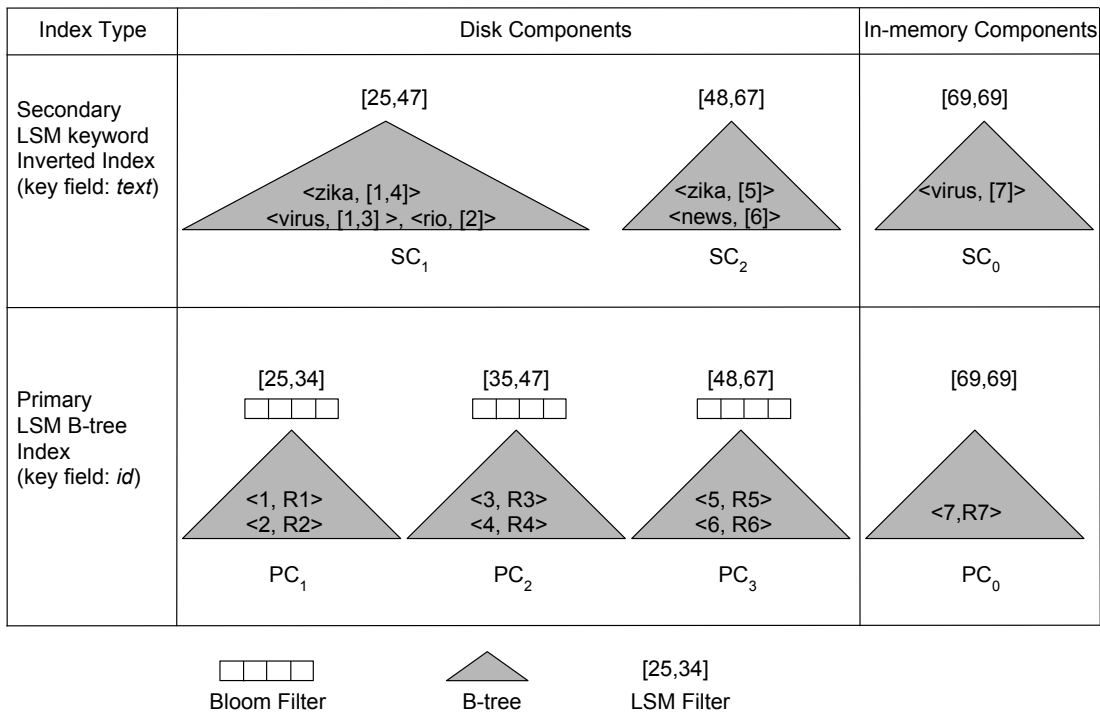 Index Type
Disk Components
In-memory Components
Secondary
LSM keyword
Inverted Index
(key field: text)
[25,47]
[48,67]
[69,69]
<zika, [1,4]>
<virus, [1,3] >, <rio, [2]>
<zika, [5]>
<news, [6]>
<virus, [7]>
SC1
SC2
SC0
Primary
LSM B-tree
Index
(key field: id)
[25,34]
[35,47]
[48,67]
[69,69]
<1, R1>
<2, R2>
<3, R3>
<4, R4>
<5, R5>
<6, R6>
<7,R7>
PC1
PC2
PC3
PC0
Bloom Filter
B-tree
[25,34]
LSM Filter